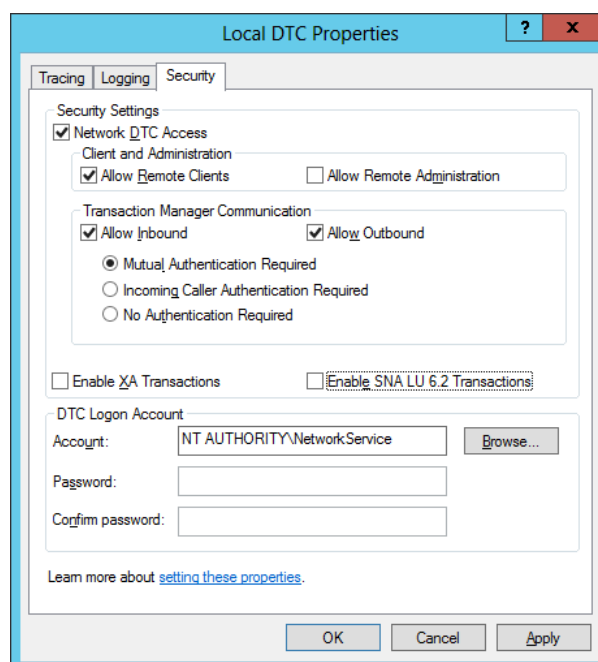 Local DTC Properties
? x
Tracing Logging Security
Security Settings
Network DTC Access
Client and Administration
Allow Remote Clients Allow Remote Administration
Transaction Manager Communication
Allow Inbound Allow Outbound
Mutual Authentication Required
Incoming Caller Authentication Required
No Authentication Required
Enable XA Transactions Enable SNA LU 6.2 Transactions
DTC Logon Account
Account: NT AUTHORITY\NetworkService Browse...
Password:
Confirm password:
Learn more about setting these properties.
OK Cancel Apply